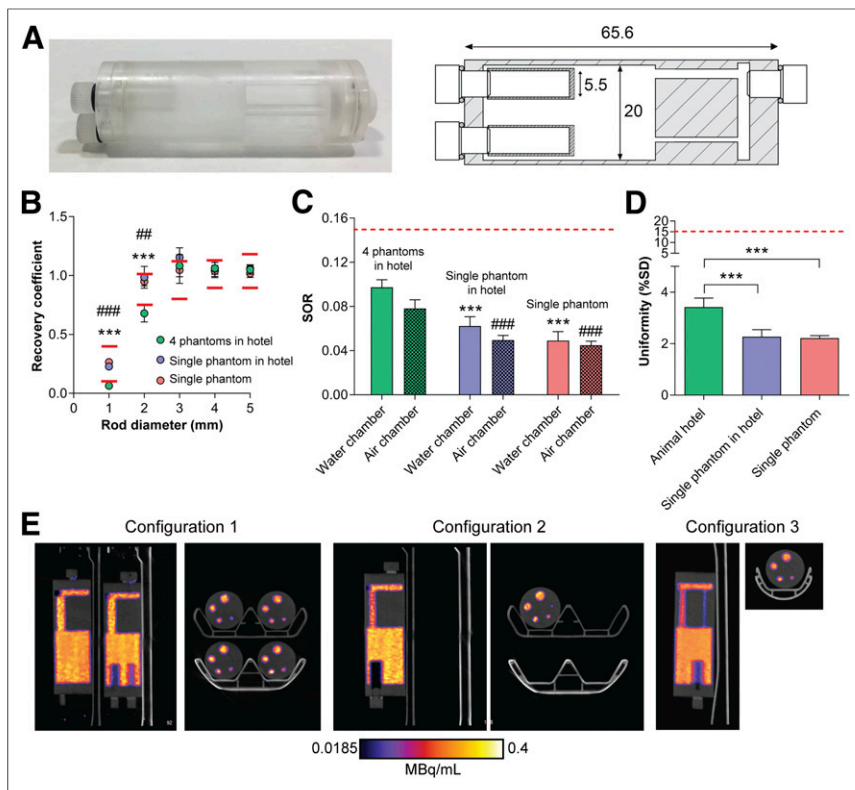 A
65.6
5.5
20
B
Recovery coefficient
1.5
1.0
0.5
0.0
##
***
###
***
4 phantoms in hotel
Single phantom in hotel
Single phantom
0 1 2 3 4 5
Rod diameter (mm)
C
SOR
0.16
0.12
0.08
0.04
0.00
4 phantoms
in hotel
Single phantom
in hotel
Single phantom
*** ###
*** ###
Water chamber
Air chamber
Water chamber
Air chamber
Water chamber
Air chamber
D
Uniformity (%SD)
20
15
10
5
4
2
0
***
***
Animal hotel
Single phantom in hotel
Single phantom
E
Configuration 1
Configuration 2
Configuration 3
0.0185
0.4
MBq/mL